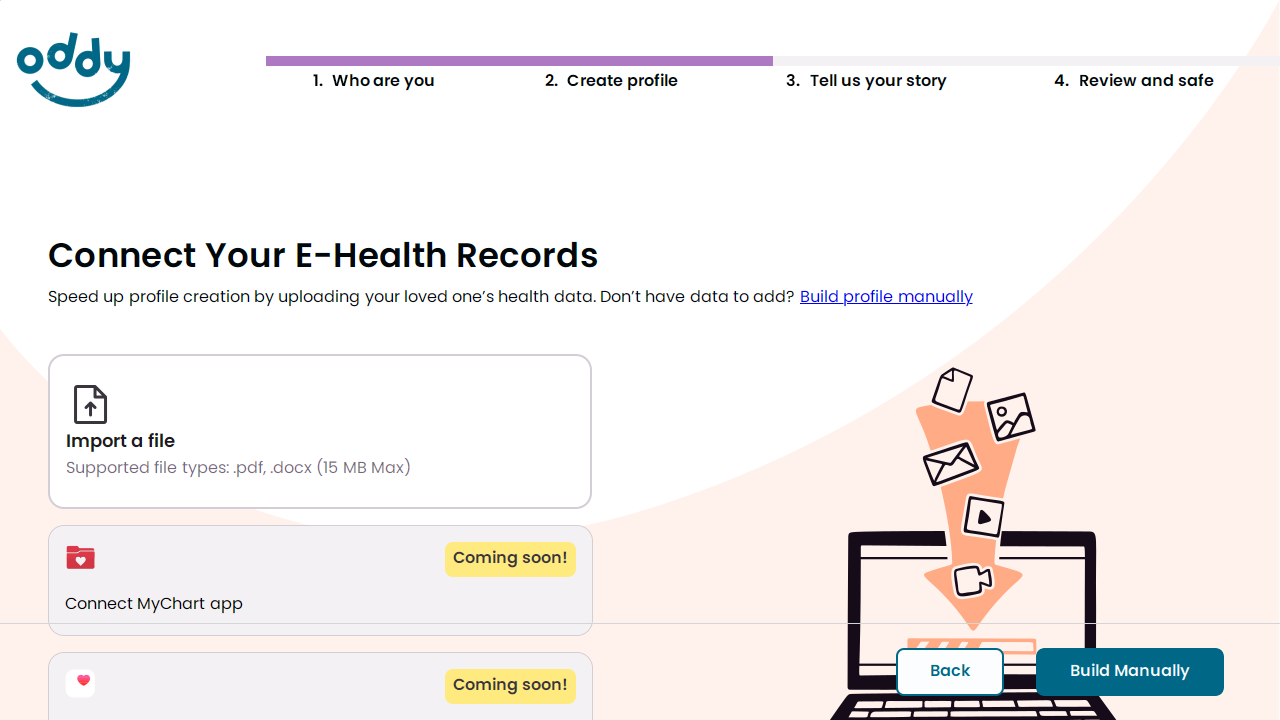 oddy
1. Who are you
2. Create profile
3. Tell us your story
4. Review and safe
Connect Your E-Health Records
Speed up profile creation by uploading your loved one’s health data. Don’t have data to add? Build profile manually
Import a file
Supported file types: .pdf, .docx (15 MB Max)
Coming soon!
Connect MyChart app
Coming soon!
Back
Build Manually